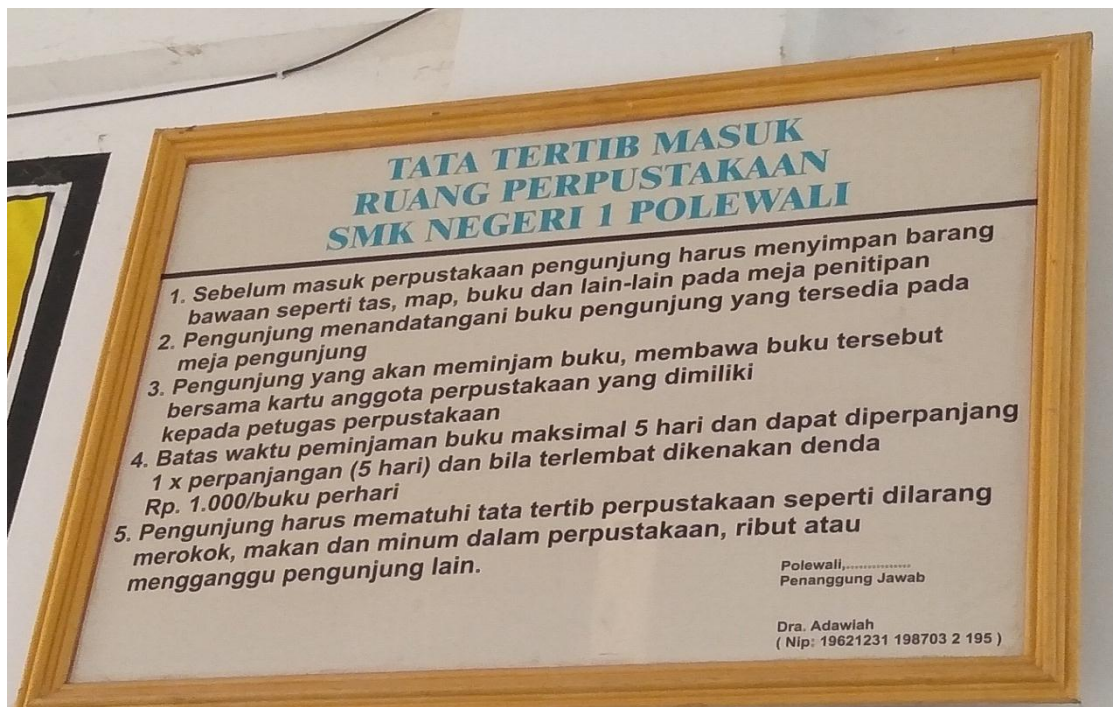 TATA TERTIB MASUK
RUANG PERPUSTAKAAN
SMK NEGERI 1 POLEWALI
1. Sebelum masuk perpustakaan pengunjung harus menyimpan barang
bawaan seperti tas, map, buku dan lain-lain pada meja penitipan
2. Pengunjung menandatangani buku pengunjung yang tersedia pada
meja pengunjung
3. Pengunjung yang akan meminjam buku, membawa buku tersebut
bersama kartu anggota perpustakaan yang dimiliki
kepada petugas perpustakaan
4. Batas waktu peminjaman buku maksimal 5 hari dan dapat diperpanjang
1 x perpanjangan (5 hari) dan bila terlembat dikenakan denda
Rp. 1.000/buku perhari
5. Pengunjung harus mematuhi tata tertib perpustakaan seperti dilarang
merokok, makan dan minum dalam perpustakaan, ribut atau
mengganggu pengunjung lain.
Polewali,................
Penanggung Jawab
Dra. Adawiah
( Nip: 19621231 198703 2 195 )